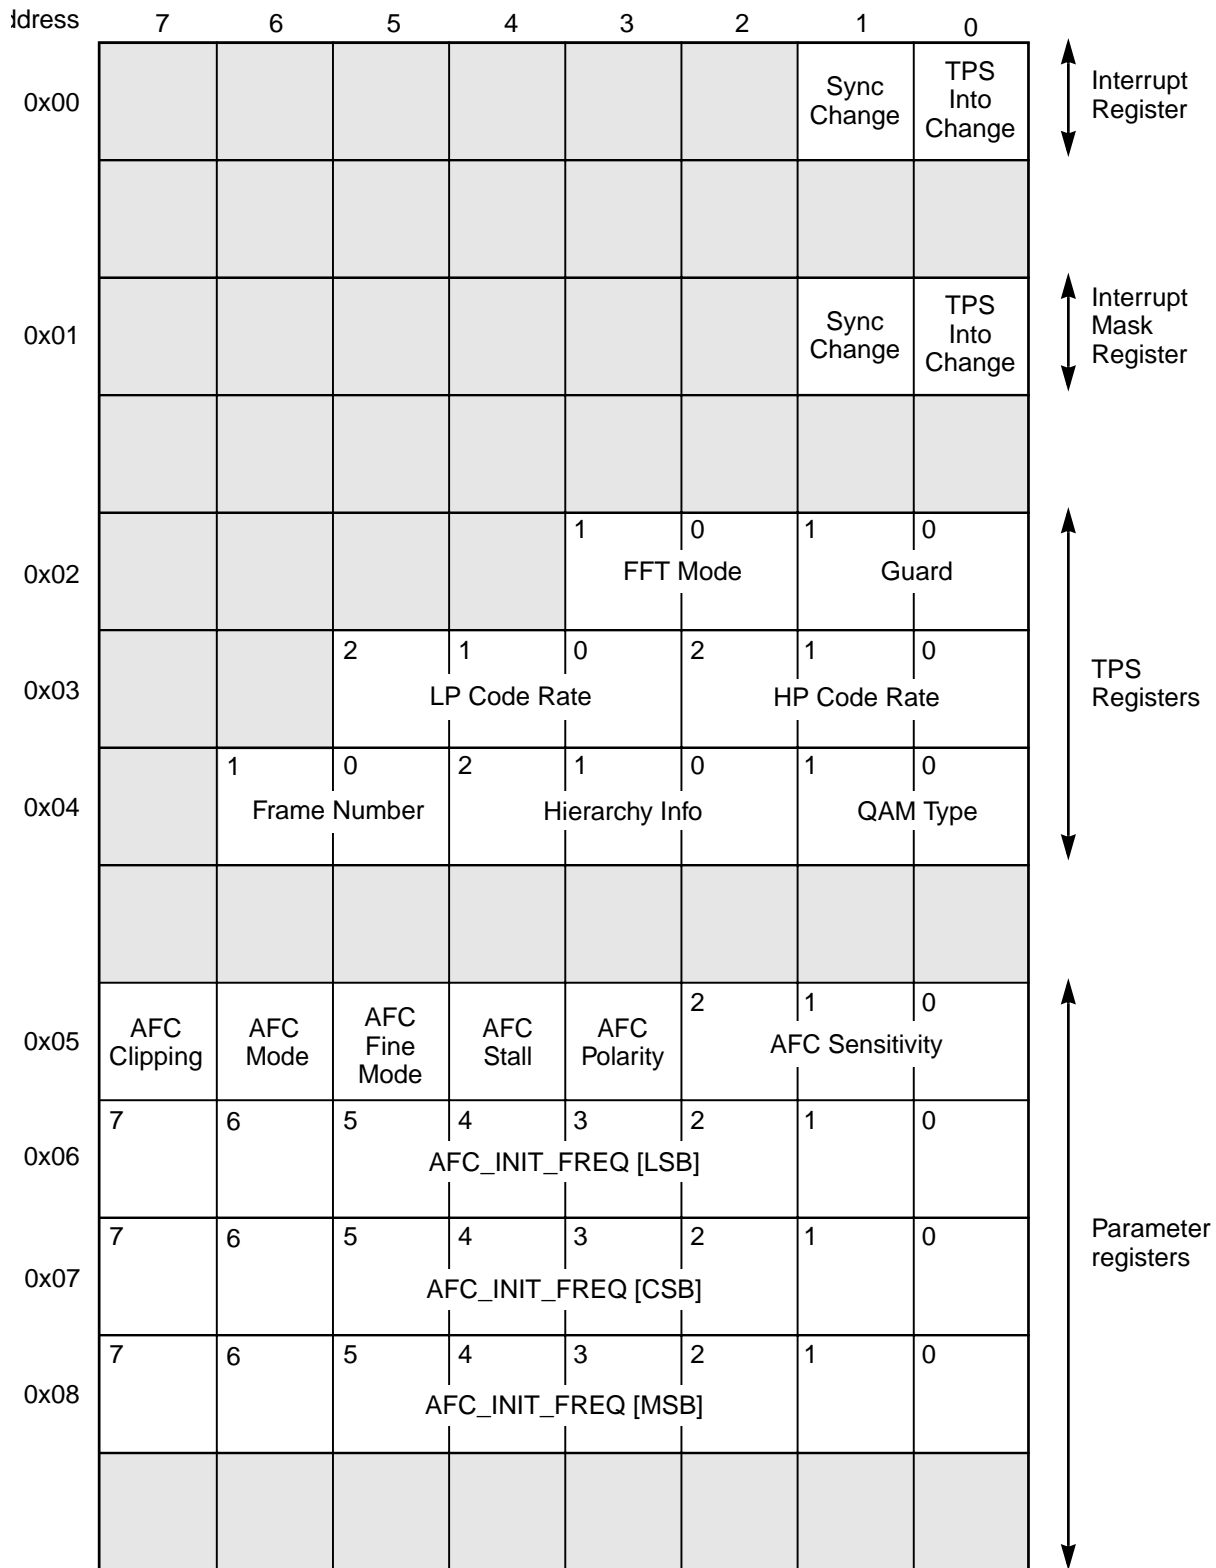 ddress 7 6 5 4 3 2 1 0
0x00
Sync
Change
TPS
Into
Change
Interrupt
Register
0x01
Sync
Change
TPS
Into
Change
Interrupt
Mask
Register
0x02
1 0 1 0
FFT Mode Guard
0x03
2 1 0 2 1 0
LP Code Rate HP Code Rate
TPS
Registers
0x04
1 0 2 1 0 1 0
Frame Number Hierarchy Info QAM Type
0x05
AFC
Clipping
AFC
Mode
AFC
Fine
Mode
AFC
Stall
AFC
Polarity
2 1 0
AFC Sensitivity
0x06
7 6 5 4 3 2 1 0
AFC_INIT_FREQ [LSB]
0x07
7 6 5 4 3 2 1 0
AFC_INIT_FREQ [CSB]
Parameter
registers
0x08
7 6 5 4 3 2 1 0
AFC_INIT_FREQ [MSB]